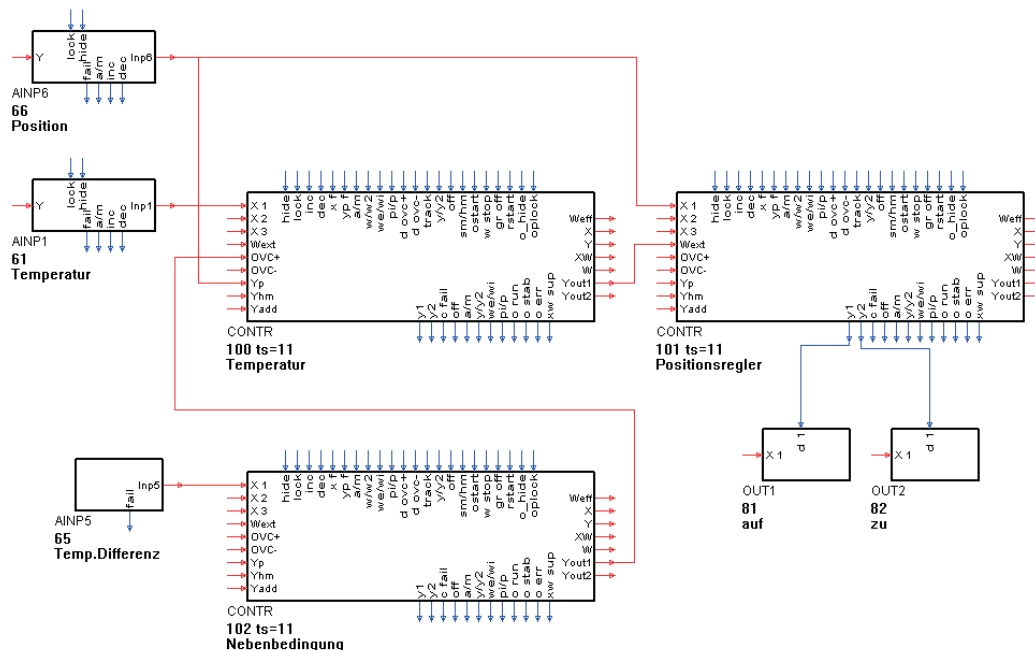 lock
hide
Y
Inp6
fail
a/m
inc
dec
AINP6
66
Position
lock
hide
Y
Inp1
fail
a/m
inc
dec
AINP1
61
Temperatur
hide
lock
inc
dec
x f
yp f
a/m
w/w2
we/wi
pi/p
d ovc+
d ovc-
track
y/y2
off
sm/hm
ostart
w stop
gr off
rstart
o_hide
oplock
X 1
X 2
X 3
Wext
OVC+
OVC-
Yp
Yhm
Yadd
Weff
X
Y
XW
W
Yout1
Yout2
y1
y2
c fail
off
a/m
y/y2
we/wi
pi/p
o run
o stab
o err
xw sup
CONTR
100 ts=11
Temperatur
hide
lock
inc
dec
x f
yp f
a/m
w/w2
we/wi
pi/p
d ovc+
d ovc-
track
y/y2
off
sm/hm
ostart
w stop
gr off
rstart
o_hide
oplock
X 1
X 2
X 3
Wext
OVC+
OVC-
Yp
Yhm
Yadd
Weff
X
Y
XW
W
Yout1
Yout2
y1
y2
c fail
off
a/m
y/y2
we/wi
pi/p
o run
o stab
o err
xw sup
CONTR
101 ts=11
Positionsregler
d 1
X 1
OUT1
81
auf
d 1
X 1
OUT2
82
zu
Inp5
fail
AINP5
65
Temp.Differenz
hide
lock
inc
dec
x f
yp f
a/m
w/w2
we/wi
pi/p
d ovc+
d ovc-
track
y/y2
off
sm/hm
ostart
w stop
gr off
rstart
o_hide
oplock
X 1
X 2
X 3
Wext
OVC+
OVC-
Yp
Yhm
Yadd
Weff
X
Y
XW
W
Yout1
Yout2
y1
y2
c fail
off
a/m
y/y2
we/wi
pi/p
o run
o stab
o err
xw sup
CONTR
102 ts=11
Nebenbedingung